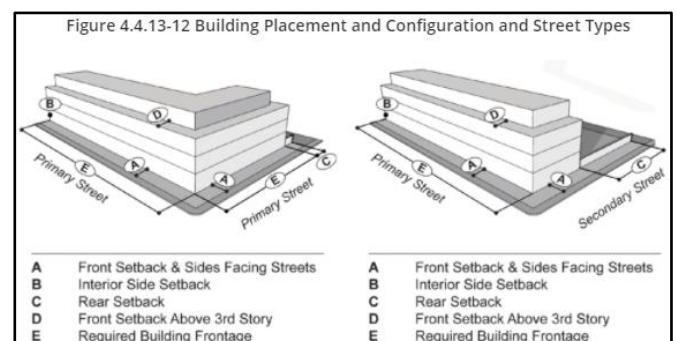 Figure 4.4.13-12 Building Placement and Configuration and Street Types
B
D
E
A
A
E
C
Primary Street
Primary Street
A Front Setback & Sides Facing Streets
B Interior Side Setback
C Rear Setback
D Front Setback Above 3rd Story
E Required Building Frontage
B
D
E
A
A
C
Primary Street
Secondary Street
A Front Setback & Sides Facing Streets
B Interior Side Setback
C Rear Setback
D Front Setback Above 3rd Story
E Required Building Frontage